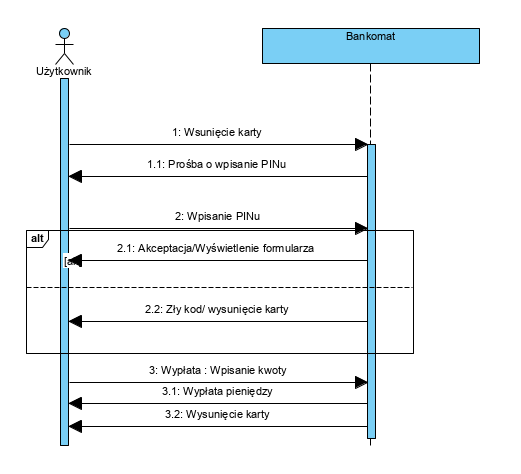 Bankomat
Użytkownik
1: Wsunięcie karty
1.1: Prośba o wpisanie PINu
2: Wpisanie PINu
alt
2.1: Akceptacja/Wyświetlenie formularza
2.2: Zły kod/ wysunięcie karty
3: Wypłata : Wpisanie kwoty
3.1: Wypłata pieniędzy
3.2: Wysunięcie karty